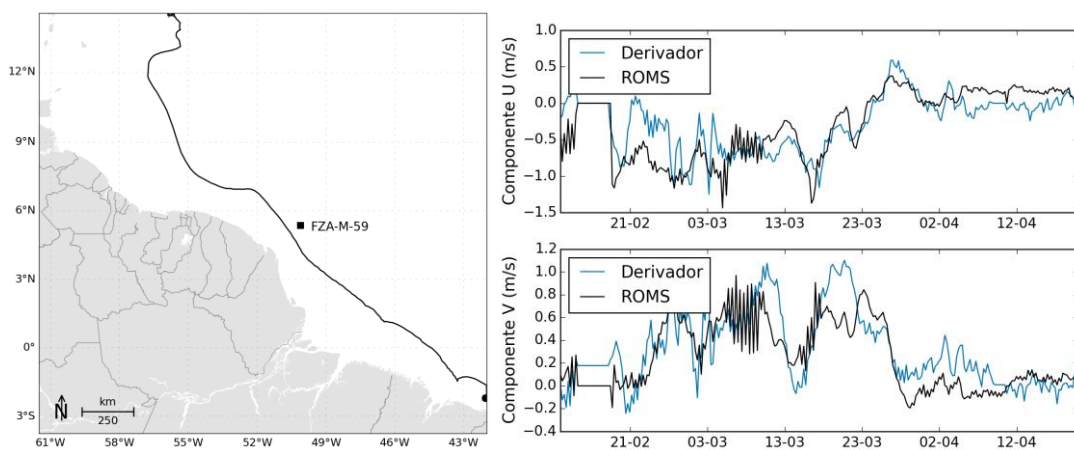 12°N
9°N
6°N
3°N
0°
3°S
FZA-M-59
N
km
250
61°W 58°W 55°W 52°W 49°W 46°W 43°W
Componente U (m/s)
1.0
0.5
0.0
−0.5
−1.0
−1.5
Derivador
ROMS
21-02 03-03 13-03 23-03 02-04 12-04
Componente V (m/s)
1.2
1.0
0.8
0.6
0.4
0.2
0.0
−0.2
−0.4
Derivador
ROMS
21-02 03-03 13-03 23-03 02-04 12-04